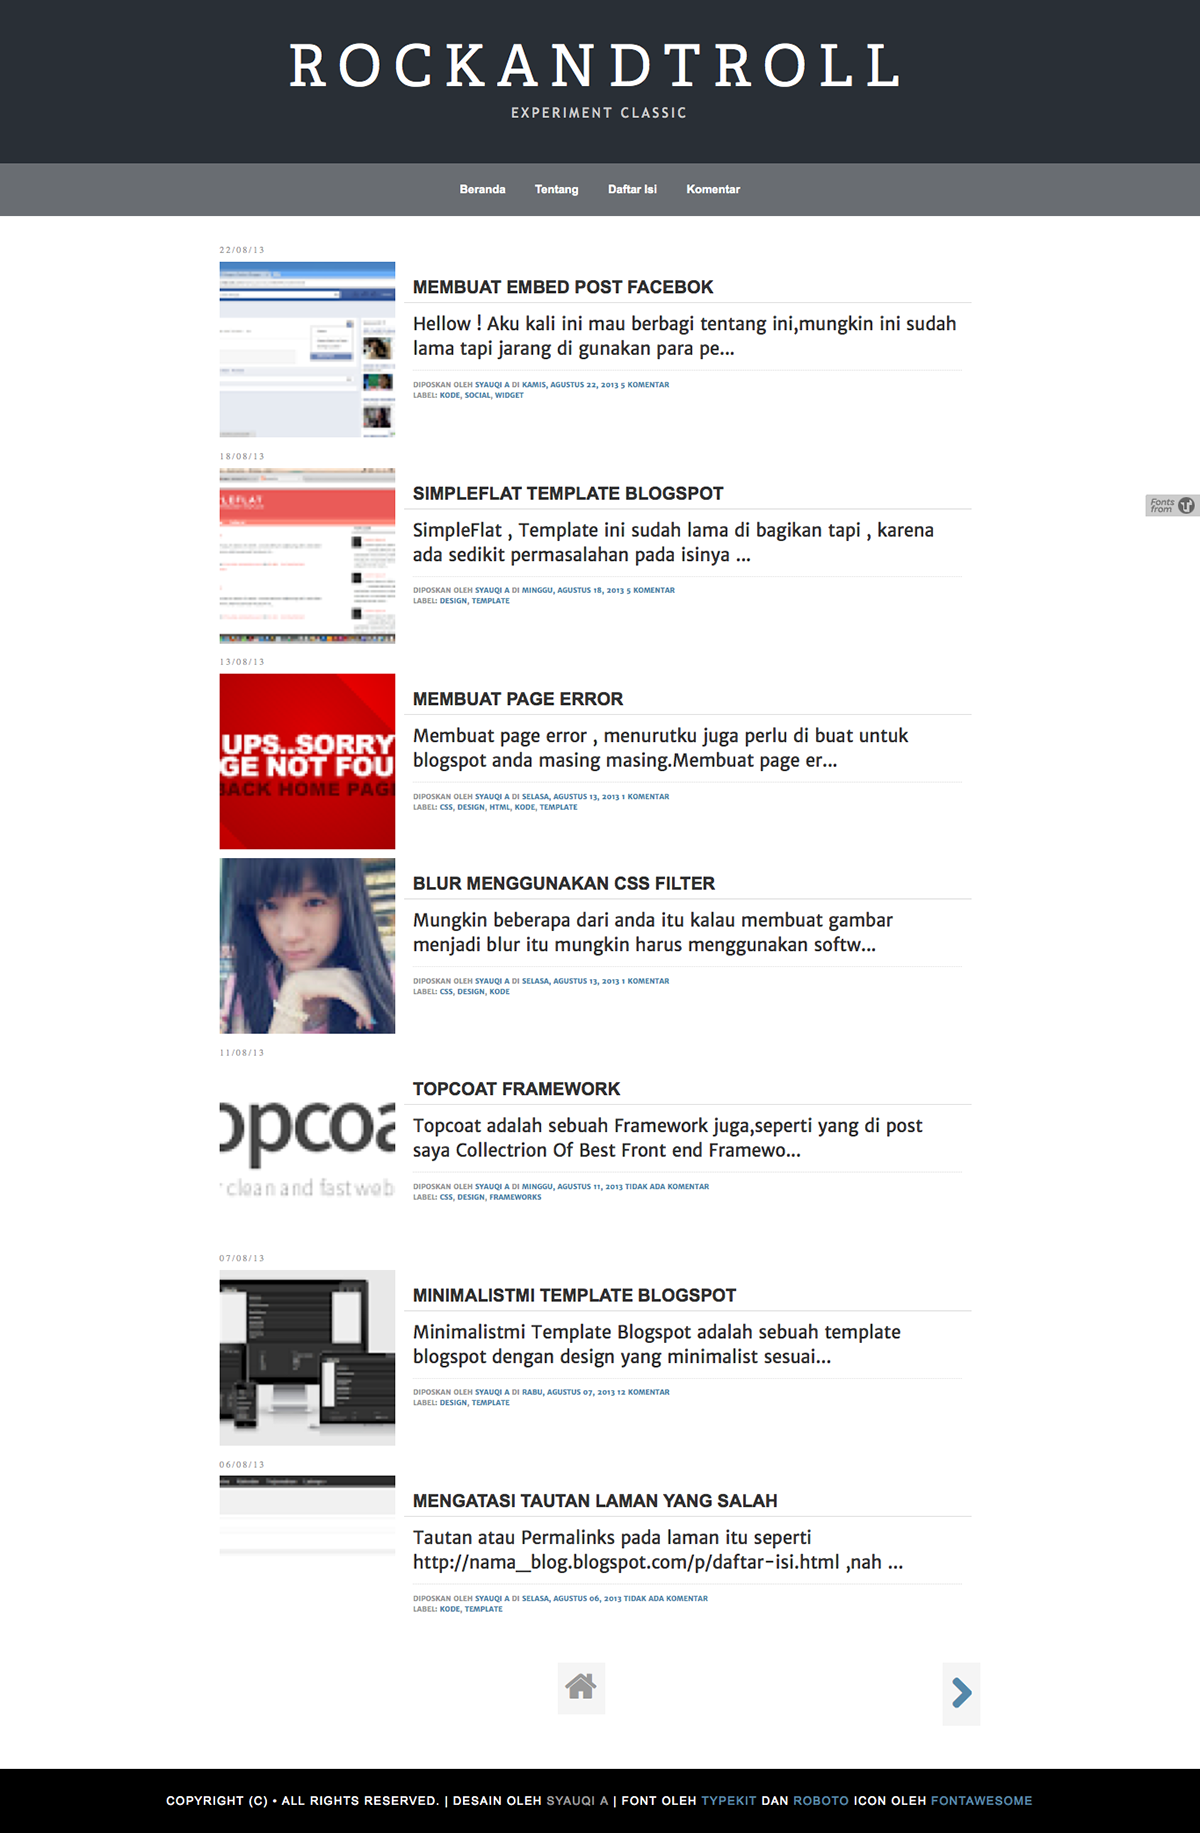 ROCKANDTROLL
EXPERIMENT CLASSIC
Beranda Tentang Daftar Isi Komentar
22/08/13
MEMBUAT EMBED POST FACEBOK
Hellow ! Aku kali ini mau berbagi tentang ini,mungkin ini sudah
lama tapi jarang di gunakan para pe...
DIPOSKAN OLEH SYAUQI A DI KAMIS, AGUSTUS 22, 2013 5 KOMENTAR
LABEL: KODE, SOCIAL, WIDGET
18/08/13
LEFLAT
SIMPLEFLAT TEMPLATE BLOGSPOT
SimpleFlat , Template ini sudah lama di bagikan tapi , karena
ada sedikit permasalahan pada isinya ...
DIPOSKAN OLEH SYAUQI A DI MINGGU, AGUSTUS 18, 2013 5 KOMENTAR
LABEL: DESIGN, TEMPLATE
Fonts
from
13/08/13
UPS..SORRY
GE NOT FOU
BACK HOME PAGE
MEMBUAT PAGE ERROR
Membuat page error , menurutku juga perlu di buat untuk
blogspot anda masing masing.Membuat page er...
DIPOSKAN OLEH SYAUQI A DI SELASA, AGUSTUS 13, 2013 1 KOMENTAR
LABEL: CSS, DESIGN, HTML, KODE, TEMPLATE
BLUR MENGGUNAKAN CSS FILTER
Mungkin beberapa dari anda itu kalau membuat gambar
menjadi blur itu mungkin harus menggunakan softw...
DIPOSKAN OLEH SYAUQI A DI SELASA, AGUSTUS 13, 2013 1 KOMENTAR
LABEL: CSS, DESIGN, KODE
11/08/13
opcoa
clean and fast web
TOPCOAT FRAMEWORK
Topcoat adalah sebuah Framework juga,seperti yang di post
saya Collectrion Of Best Front end Framewo...
DIPOSKAN OLEH SYAUQI A DI MINGGU, AGUSTUS 11, 2013 TIDAK ADA KOMENTAR
LABEL: CSS, DESIGN, FRAMEWORKS
07/08/13
MINIMALISTMI TEMPLATE BLOGSPOT
Minimalistmi Template Blogspot adalah sebuah template
blogspot dengan design yang minimalist sesuai...
DIPOSKAN OLEH SYAUQI A DI RABU, AGUSTUS 07, 2013 12 KOMENTAR
LABEL: DESIGN, TEMPLATE
06/08/13
MENGATASI TAUTAN LAMAN YANG SALAH
Tautan atau Permalinks pada laman itu seperti
http://nama_blog.blogspot.com/p/daftar-isi.html ,nah ...
DIPOSKAN OLEH SYAUQI A DI SELASA, AGUSTUS 06, 2013 TIDAK ADA KOMENTAR
LABEL: KODE, TEMPLATE
COPYRIGHT (C) • ALL RIGHTS RESERVED. | DESAIN OLEH SYAUQI A | FONT OLEH TYPEKIT DAN ROBOTO ICON OLEH FONTAWESOME